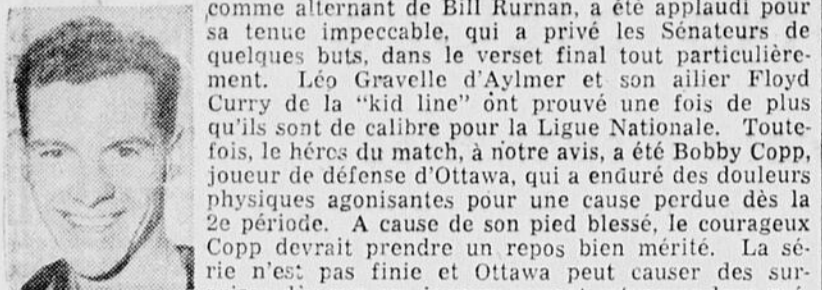 comme alternant de Bill Rurnan, a été applaudi pour
sa tenue impeccable, qui a privé les Sénateurs de
quelques buts, dans le verset final tout particulière-
ment. Léo Gravelle d'Aylmer et son ailier Floyd
Curry de la "kid line" ont prouvé une fois de plus
qu'ils sont de calibre pour la Ligue Nationale. Toute-
fois, le héros du match, à notre avis, a été Bobby Copp,
joueur de défense d'Ottawa, qui a enduré des douleurs
physiques agonisantes pour une cause perdue dès la
2e période. A cause de son pied blessé, le courageux
Copp devrait prendre un repos bien mérité. La sé-
rie n'est pas finie et Ottawa peut causer des sur-